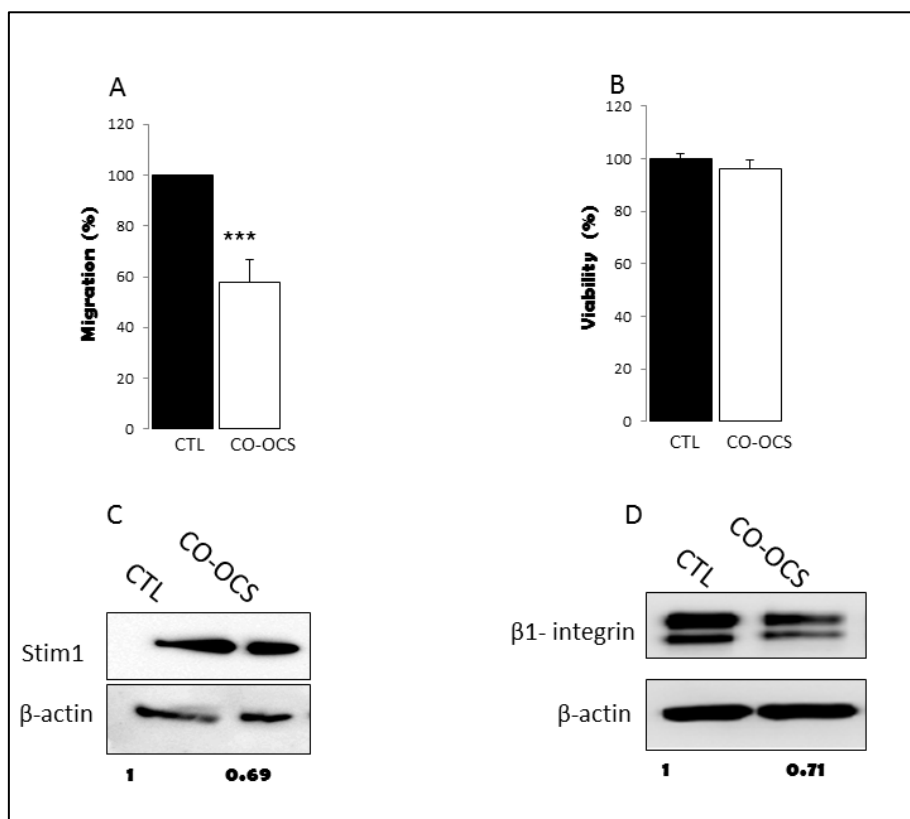 A
120
100
80
60
40
20
0
Migration (%)
***
CTL CO-OCS
B
120
100
80
60
40
20
0
Viability (%)
CTL CO-OCS
C
CTL CO-OCS
Stim1
β-actin
1 0.69
D
CTL CO-OCS
β1- integrin
β-actin
1 0.71